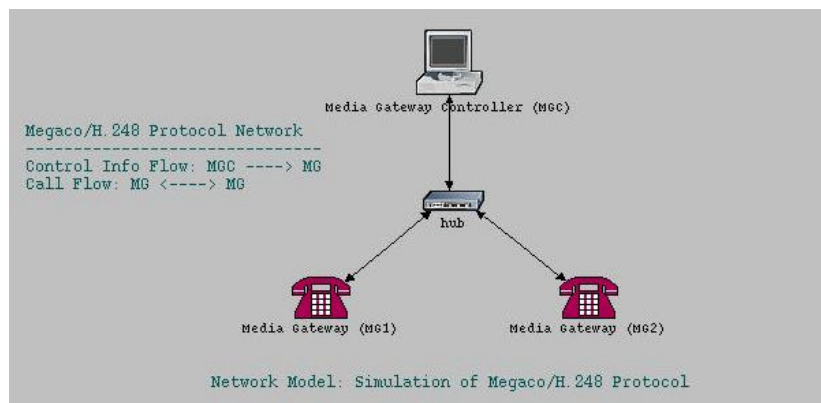 Media Gateway Controller (MGC)
Megaco/H.248 Protocol Network
-------------------------------
Control Info Flow: MGC ----> MG
Call Flow: MG <----> MG
hub
Media Gateway (MG1)
Media Gateway (MG2)
Network Model: Simulation of Megaco/H.248 Protocol